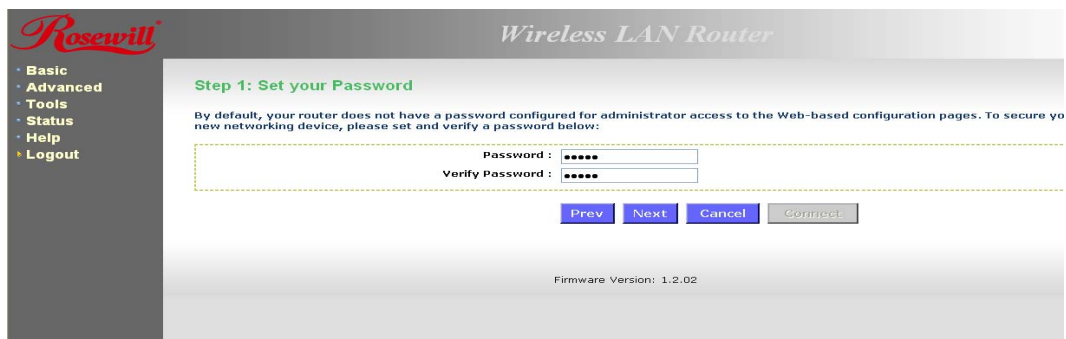 Rosewill
Wireless LAN Router
Basic
Advanced
Tools
Status
Help
Logout
Step 1: Set your Password
By default, your router does not have a password configured for administrator access to the Web-based configuration pages. To secure yo
new networking device, please set and verify a password below:
Password : •••••
Verify Password : •••••
Prev Next Cancel Connect
Firmware Version: 1.2.02